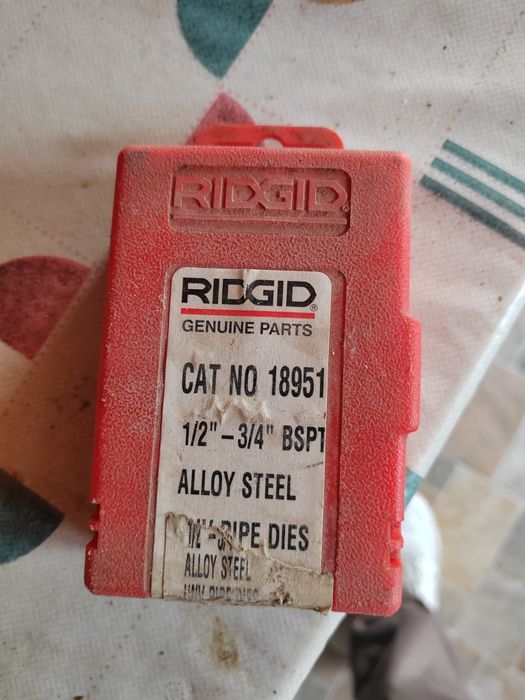 RIDGID
RIDGID®
GENUINE PARTS
CAT NO 18951
1/2"-3/4" BSPT
ALLOY STEEL
PIPE DIES
ALLOY STEEL